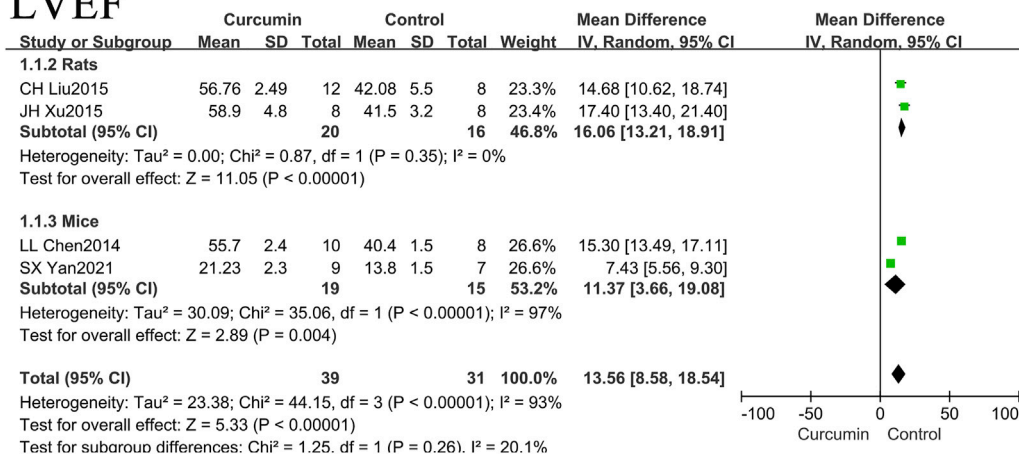 LVEF
Curcumin Control Mean Difference Mean Difference
Study or Subgroup Mean SD Total Mean SD Total Weight IV, Random, 95% CI IV, Random, 95% CI
1.1.2 Rats
CH Liu2015 56.76 2.49 12 42.08 5.5 8 23.3% 14.68 [10.62, 18.74]
JH Xu2015 58.9 4.8 8 41.5 3.2 8 23.4% 17.40 [13.40, 21.40]
Subtotal (95% CI) 20 16 46.8% 16.06 [13.21, 18.91]
Heterogeneity: Tau² = 0.00; Chi² = 0.87, df = 1 (P = 0.35); I² = 0%
Test for overall effect: Z = 11.05 (P < 0.00001)
1.1.3 Mice
LL Chen2014 55.7 2.4 10 40.4 1.5 8 26.6% 15.30 [13.49, 17.11]
SX Yan2021 21.23 2.3 9 13.8 1.5 7 26.6% 7.43 [5.56, 9.30]
Subtotal (95% CI) 19 15 53.2% 11.37 [3.66, 19.08]
Heterogeneity: Tau² = 30.09; Chi² = 35.06, df = 1 (P < 0.00001); I² = 97%
Test for overall effect: Z = 2.89 (P = 0.004)
Total (95% CI) 39 31 100.0% 13.56 [8.58, 18.54]
Heterogeneity: Tau² = 23.38; Chi² = 44.15, df = 3 (P < 0.00001); I² = 93%
Test for overall effect: Z = 5.33 (P < 0.00001)
Test for subgroup differences: Chi² = 1.25, df = 1 (P = 0.26), I² = 20.1%
-100 -50 0 50 100
Curcumin Control